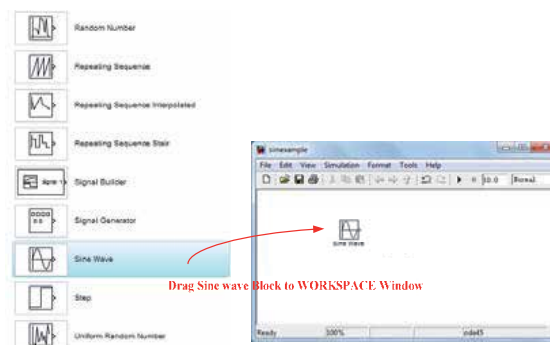 Random Number
Repeating Sequence
Repeating Sequence Interpolated
Repeating Sequence Stair
Signal Builder
Signal Generator
Sine Wave
Step
Uniform Random Number
sinexample
File Edit View Simulation Format Tools Help
10.0 Normal
Sine Wave
Drag Sine wave Block to WORKSPACE Window
Ready 100% ode45